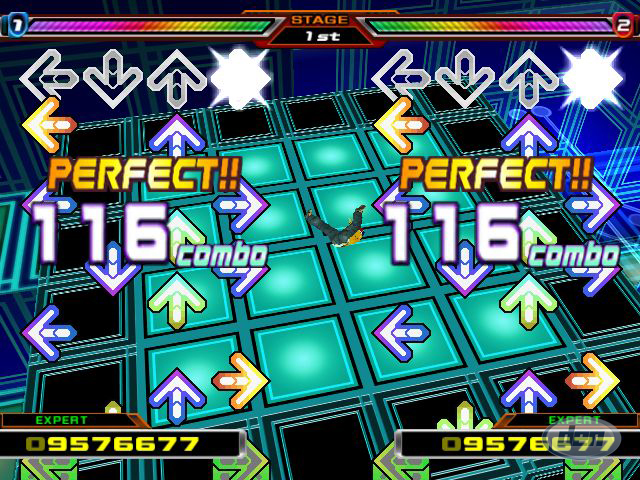 1 STAGE 2
1st
PERFECT!! PERFECT!!
116 combo 116 combo
EXPERT EXPERT
09576677 09576677